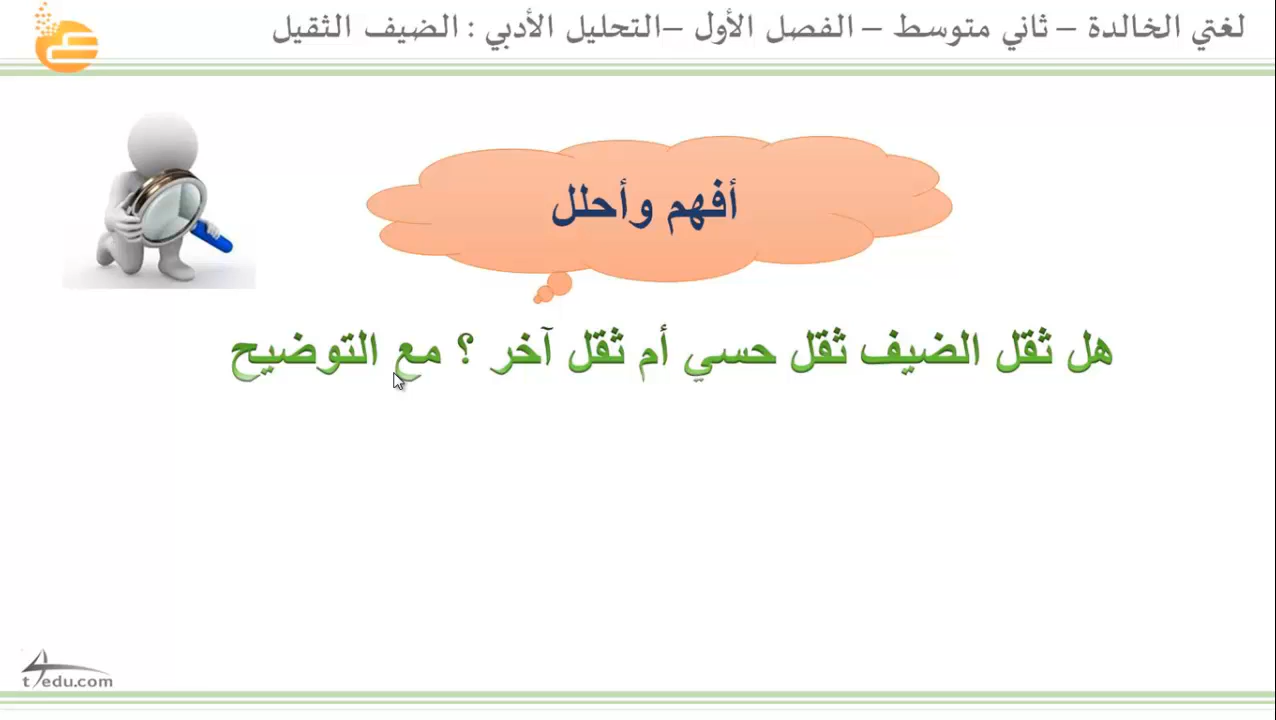 لغتي الخالدة – ثاني متوسط – الفصل الأول –التحليل الأدبي : الضيف الثقيل
أفهم وأحلل
هل ثقل الضيف ثقل حسي أم ثقل آخر ؟ مع التوضيح
t4edu.com